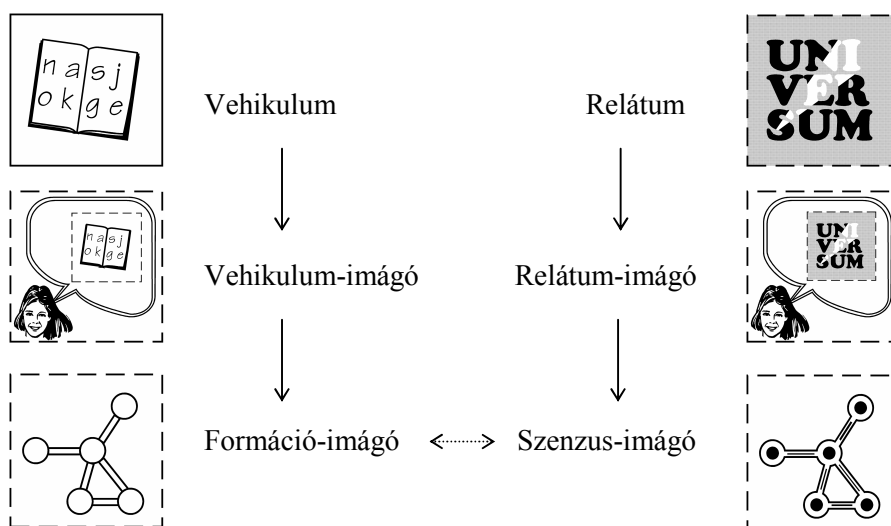 n a s j
o k g e
Vehikulum
Relátum
UNI
VER
SUM
n a s j
o k g e
Vehikulum-imágó
Relátum-imágó
UNI
VER
SUM
Formáció-imágó
Szenzus-imágó